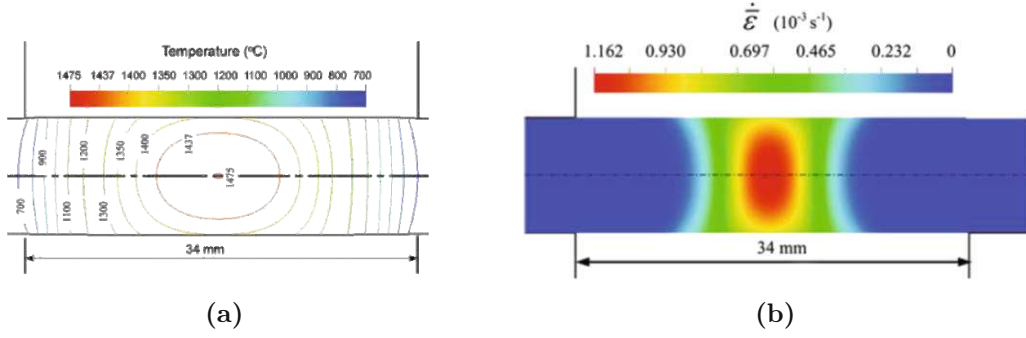 Temperature (ºC)
1475 1437 1400 1350 1300 1200 1100 1000 900 800 700
700
900
1100
1200
1300
1350
1400
1437
1475
34 mm
(a)
ε̇ (10⁻³ s⁻¹)
1.162 0.930 0.697 0.465 0.232 0
34 mm
(b)